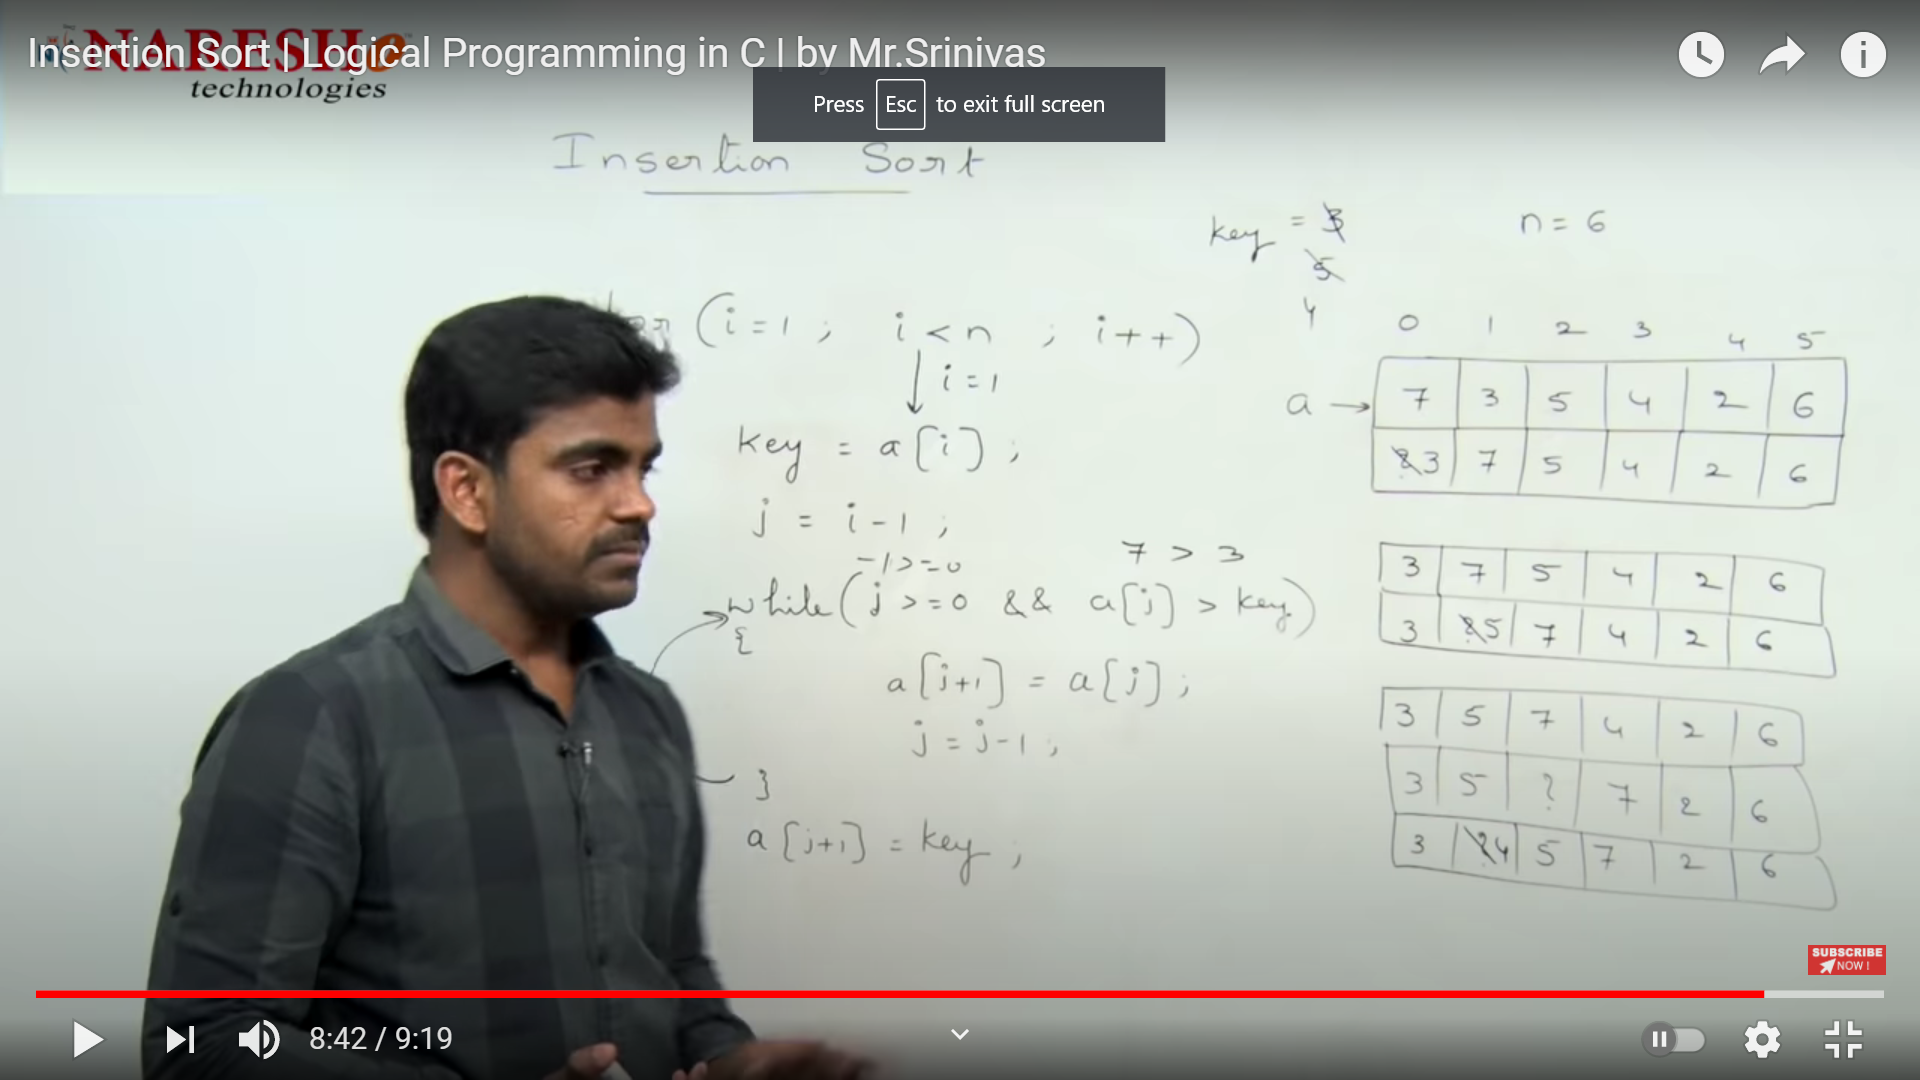 Insertion Sort | Logical Programming in C | by Mr.Srinivas
NARESH
technologies
Press Esc to exit full screen
Insertion Sort
key = 3
5
4
n = 6
for (i=1 ; i<n ; i++)
i=1
key = a[i] ;
j = i-1 ;
-1>=0
7 > 3
while(j >=0 && a[j] > key)
{
a[j+1] = a[j] ;
j = j-1 ;
}
a[j+1] = key ;
0 1 2 3 4 5
a → 7 3 5 4 2 6
3 7 5 4 2 6
3 7 5 4 2 6
3 5 7 4 2 6
3 5 7 4 2 6
3 5 ? 7 2 6
3 4 5 7 2 6
SUBSCRIBE
NOW !
8:42 / 9:19